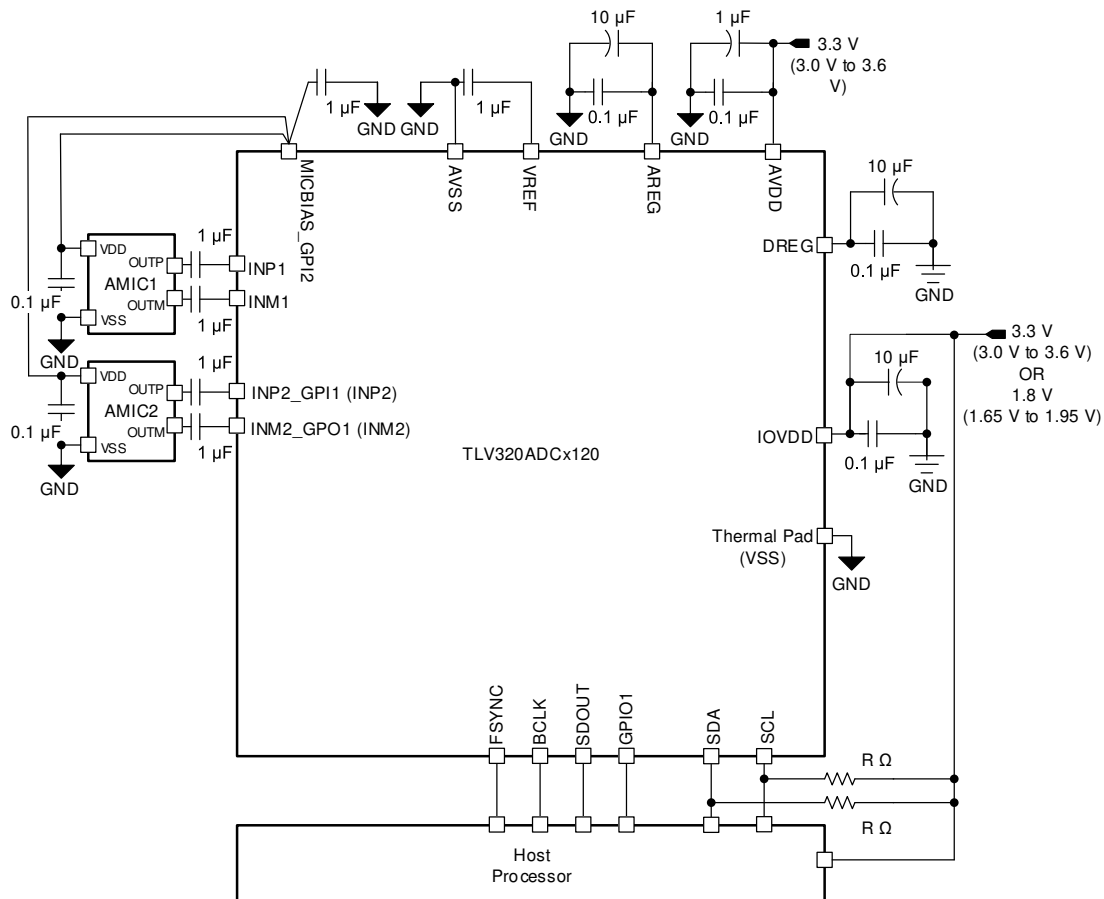 10 µF
1 µF
3.3 V
(3.0 V to 3.6
V)
1 µF
GND
GND
1 µF
0.1 µF
GND
0.1 µF
GND
MICBIAS_GPI2
AVSS
VREF
AREG
AVDD
10 µF
DREG
0.1 µF
GND
1 µF
VDD
OUTP
AMIC1
OUTM
VSS
INP1
INM1
0.1 µF
1 µF
GND
3.3 V
(3.0 V to 3.6 V)
OR
1.8 V
(1.65 V to 1.95 V)
10 µF
IOVDD
0.1 µF
GND
1 µF
VDD
OUTP
AMIC2
OUTM
VSS
INP2_GPI1 (INP2)
INM2_GPO1 (INM2)
0.1 µF
1 µF
GND
TLV320ADCx120
Thermal Pad
(VSS)
GND
FSYNC
BCLK
SDOUT
GPIO1
SDA
SCL
R Ω
R Ω
Host
Processor